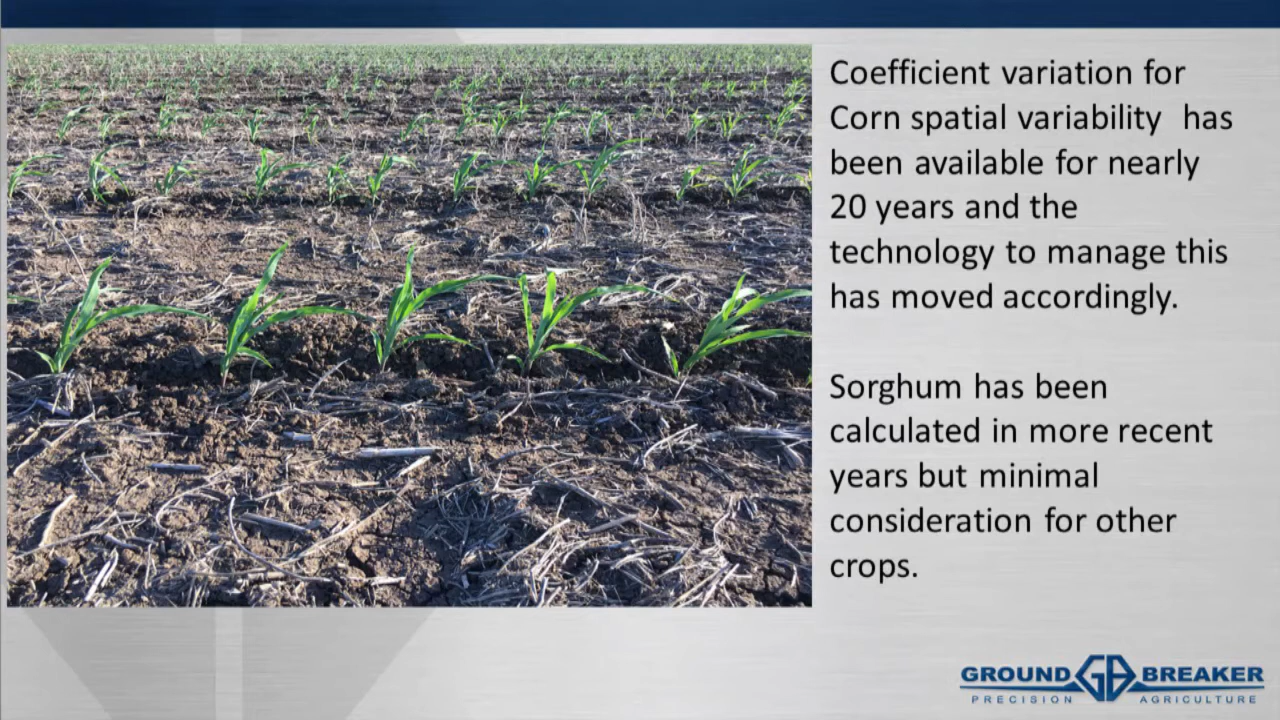 Coefficient variation for
Corn spatial variability  has
been available for nearly
20 years and the
technology to manage this
has moved accordingly.
Sorghum has been
calculated in more recent
years but minimal
consideration for other
crops.
GROUND GB BREAKER
PRECISION AGRICULTURE